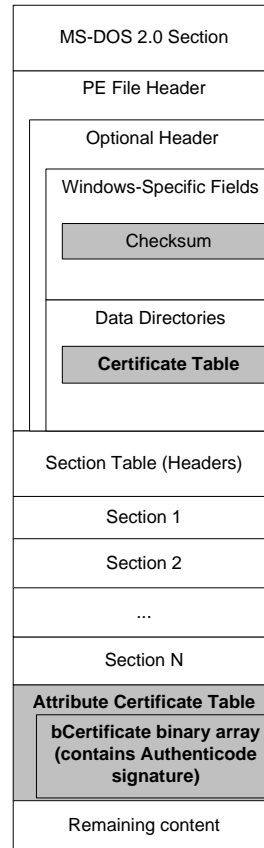 MS-DOS 2.0 Section
PE File Header
Optional Header
Windows-Specific Fields
Checksum
Data Directories
Certificate Table
Section Table (Headers)
Section 1
Section 2
...
Section N
Attribute Certificate Table
bCertificate binary array
(contains Authenticode
signature)
Remaining content